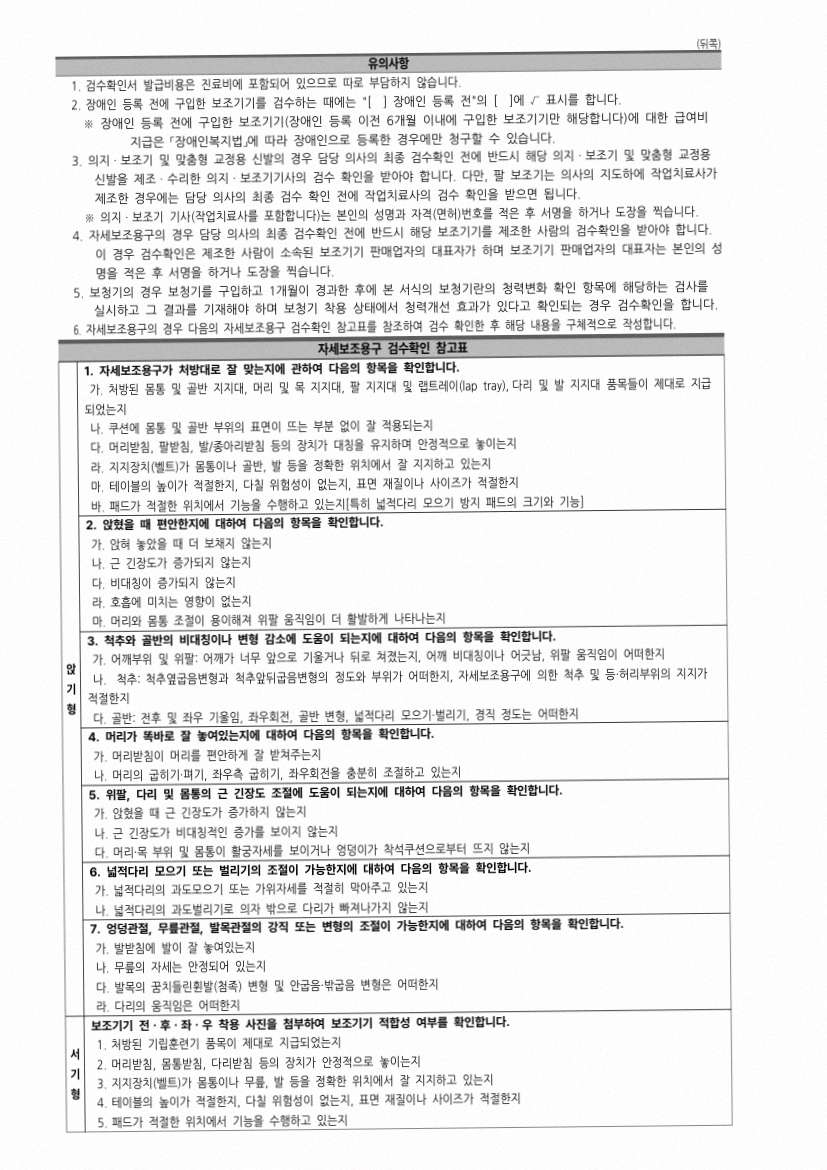 (뒤쪽)
유의사항
1. 검수확인서 발급비용은 진료비에 포함되어 있으므로 따로 부담하지 않습니다.
2. 장애인 등록 전에 구입한 보조기기를 검수하는 때에는 "[ ] 장애인 등록 전"의 [ ]에 √ 표시를 합니다.
※ 장애인 등록 전에 구입한 보조기기(장애인 등록 이전 6개월 이내에 구입한 보조기기만 해당합니다)에 대한 급여비
지급은 「장애인복지법」에 따라 장애인으로 등록한 경우에만 청구할 수 있습니다.
3. 의지·보조기 및 맞춤형 교정용 신발의 경우 담당 의사의 최종 검수확인 전에 반드시 해당 의지·보조기 및 맞춤형 교정용
신발을 제조·수리한 의지·보조기기사의 검수 확인을 받아야 합니다. 다만, 팔 보조기는 의사의 지도하에 작업치료사가
제조한 경우에는 담당 의사의 최종 검수 확인 전에 작업치료사의 검수 확인을 받으면 됩니다.
※ 의지·보조기 기사(작업치료사를 포함합니다)는 본인의 성명과 자격(면허)번호를 적은 후 서명을 하거나 도장을 찍습니다.
4. 자세보조용구의 경우 담당 의사의 최종 검수확인 전에 반드시 해당 보조기기를 제조한 사람의 검수확인을 받아야 합니다.
이 경우 검수확인은 제조한 사람이 소속된 보조기기 판매업자의 대표자가 하며 보조기기 판매업자의 대표자는 본인의 성
명을 적은 후 서명을 하거나 도장을 찍습니다.
5. 보청기의 경우 보청기를 구입하고 1개월이 경과한 후에 본 서식의 보청기란의 청력변화 확인 항목에 해당하는 검사를
실시하고 그 결과를 기재해야 하며 보청기 착용 상태에서 청력개선 효과가 있다고 확인되는 경우 검수확인을 합니다.
6. 자세보조용구의 경우 다음의 자세보조용구 검수확인 참고표를 참조하여 검수 확인한 후 해당 내용을 구체적으로 작성합니다.
자세보조용구 검수확인 참고표
1. 자세보조용구가 처방대로 잘 맞는지에 관하여 다음의 항목을 확인합니다.
가. 처방된 몸통 및 골반 지지대, 머리 및 목 지지대, 팔 지지대 및 랩트레이(lap tray), 다리 및 발 지지대 품목들이 제대로 지급
되었는지
나. 쿠션에 몸통 및 골반 부위의 표면이 뜨는 부분 없이 잘 적용되는지
다. 머리받침, 팔받침, 발/종아리받침 등의 장치가 대칭을 유지하며 안정적으로 놓이는지
라. 지지장치(벨트)가 몸통이나 골반, 발 등을 정확한 위치에서 잘 지지하고 있는지
마. 테이블의 높이가 적절한지, 다칠 위험성이 없는지, 표면 재질이나 사이즈가 적절한지
바. 패드가 적절한 위치에서 기능을 수행하고 있는지[특히 넓적다리 모으기 방지 패드의 크기와 기능]
2. 앉혔을 때 편안한지에 대하여 다음의 항목을 확인합니다.
가. 앉혀 놓았을 때 더 보채지 않는지
나. 근 긴장도가 증가되지 않는지
다. 비대칭이 증가되지 않는지
라. 호흡에 미치는 영향이 없는지
마. 머리와 몸통 조절이 용이해져 위팔 움직임이 더 활발하게 나타나는지
앉기형
3. 척추와 골반의 비대칭이나 변형 감소에 도움이 되는지에 대하여 다음의 항목을 확인합니다.
가. 어깨부위 및 위팔: 어깨가 너무 앞으로 기울거나 뒤로 쳐졌는지, 어깨 비대칭이나 어긋남, 위팔 움직임이 어떠한지
나. 척추: 척추옆굽음변형과 척추앞뒤굽음변형의 정도와 부위가 어떠한지, 자세보조용구에 의한 척추 및 등·허리부위의 지지가
적절한지
다. 골반: 전후 및 좌우 기울임, 좌우회전, 골반 변형, 넓적다리 모으기·벌리기, 경직 정도는 어떠한지
4. 머리가 똑바로 잘 놓여있는지에 대하여 다음의 항목을 확인합니다.
가. 머리받침이 머리를 편안하게 잘 받쳐주는지
나. 머리의 굽히기·펴기, 좌우측 굽히기, 좌우회전을 충분히 조절하고 있는지
5. 위팔, 다리 및 몸통의 근 긴장도 조절에 도움이 되는지에 대하여 다음의 항목을 확인합니다.
가. 앉혔을 때 근 긴장도가 증가하지 않는지
나. 근 긴장도가 비대칭적인 증가를 보이지 않는지
다. 머리·목 부위 및 몸통이 활궁자세를 보이거나 엉덩이가 착석쿠션으로부터 뜨지 않는지
6. 넓적다리 모으기 또는 벌리기의 조절이 가능한지에 대하여 다음의 항목을 확인합니다.
가. 넓적다리의 과도모으기 또는 가위자세를 적절히 막아주고 있는지
나. 넓적다리의 과도벌리기로 의자 밖으로 다리가 빠져나가지 않는지
7. 엉덩관절, 무릎관절, 발목관절의 강직 또는 변형의 조절이 가능한지에 대하여 다음의 항목을 확인합니다.
가. 발받침에 발이 잘 놓여있는지
나. 무릎의 자세는 안정되어 있는지
다. 발목의 꿈치들린휜발(첨족) 변형 및 안굽음·밖굽음 변형은 어떠한지
라. 다리의 움직임은 어떠한지
서기형
보조기기 전·후·좌·우 착용 사진을 첨부하여 보조기기 적합성 여부를 확인합니다.
1. 처방된 기립훈련기 품목이 제대로 지급되었는지
2. 머리받침, 몸통받침, 다리받침 등의 장치가 안정적으로 놓이는지
3. 지지장치(벨트)가 몸통이나 무릎, 발 등을 정확한 위치에서 잘 지지하고 있는지
4. 테이블의 높이가 적절한지, 다칠 위험성이 없는지, 표면 재질이나 사이즈가 적절한지
5. 패드가 적절한 위치에서 기능을 수행하고 있는지